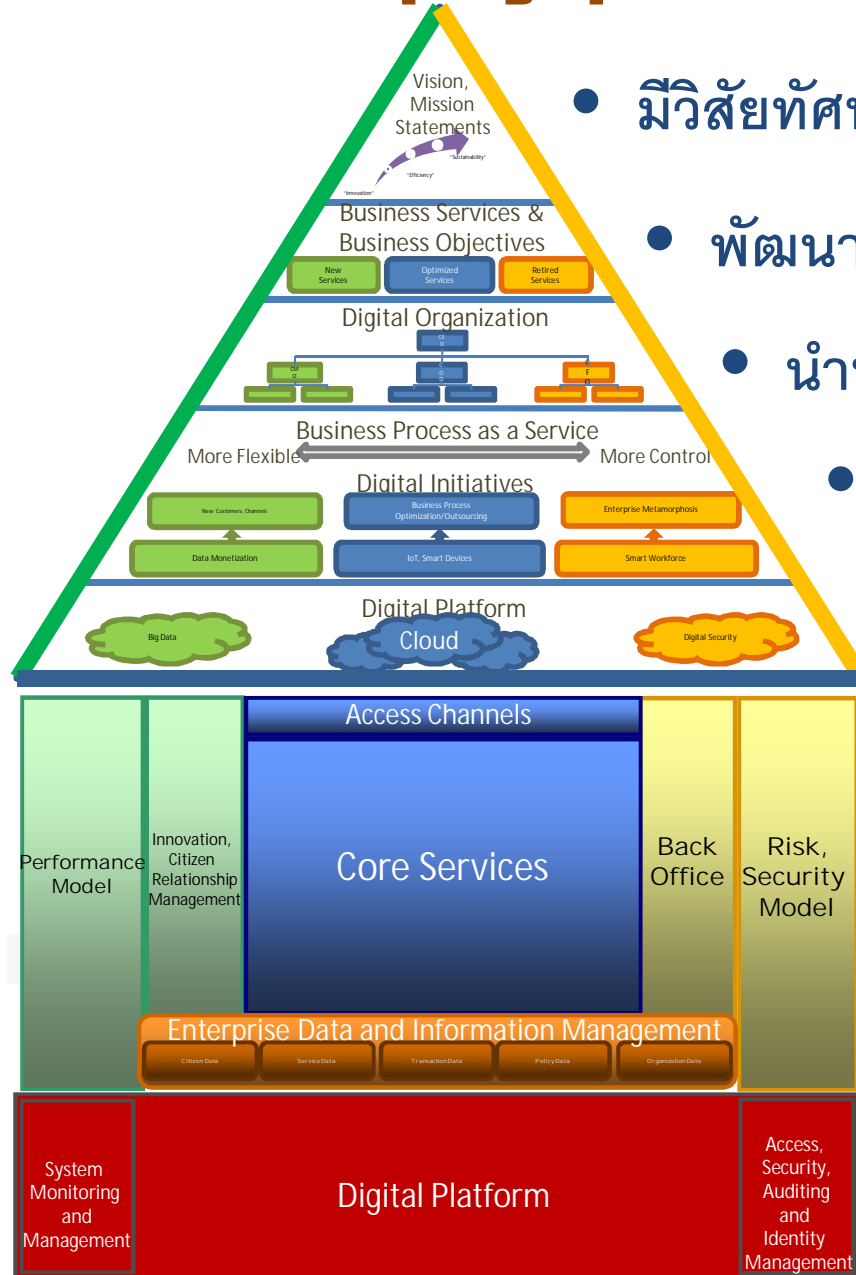 Vision,
Mission
Statements
"Sustainability"
"Efficiency"
"Innovation"
• มีวิสัยทัศ
• พัฒนา
Business Services &
Business Objectives
New
Services
Optimized
Services
Retired
Services
Digital Organization
CE
O
CM
O
C
O
O
C
F
O
• นำ
Business Process as a Service
More Flexible
More Control
Digital Initiatives
New Customers, Channels
Business Process
Optimization/Outsourcing
Enterprise Metamorphosis
Data Monetization
IoT, Smart Devices
Smart Workforce
Digital Platform
Big Data
Cloud
Digital Security
Access Channels
Performance
Model
Innovation,
Citizen
Relationship
Management
Core Services
Back
Office
Risk,
Security
Model
Enterprise Data and Information Management
Citizen Data
Service Data
Transaction Data
Policy Data
Organization Data
System
Monitoring
and
Management
Digital Platform
Access,
Security,
Auditing
and
Identity
Management